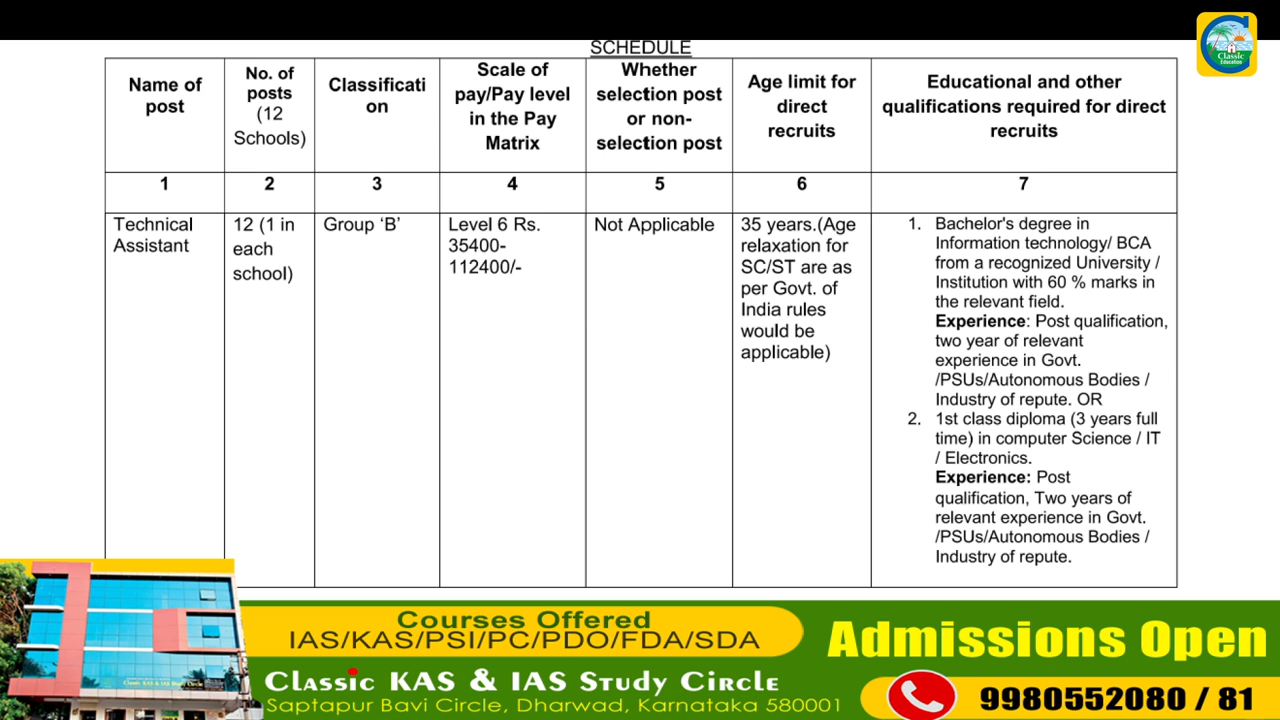 Classic
Education
SCHEDULE
Name of
post
No. of
posts
(12
Schools)
Classificati
on
Scale of
pay/Pay level
in the Pay
Matrix
Whether
selection post
or non-
selection post
Age limit for
direct
recruits
Educational and other
qualifications required for direct
recruits
1
2
3
4
5
6
7
Technical
Assistant
12 (1 in
each
school)
Group ‘B’
Level 6 Rs.
35400-
112400/-
Not Applicable
35 years.(Age
relaxation for
SC/ST are as
per Govt. of
India rules
would be
applicable)
1. Bachelor's degree in
Information technology/ BCA
from a recognized University /
Institution with 60 % marks in
the relevant field.
Experience: Post qualification,
two year of relevant
experience in Govt.
/PSUs/Autonomous Bodies /
Industry of repute. OR
2. 1st class diploma (3 years full
time) in computer Science / IT
/ Electronics.
Experience: Post
qualification, Two years of
relevant experience in Govt.
/PSUs/Autonomous Bodies /
Industry of repute.
Courses Offered
IAS/KAS/PSI/PC/PDO/FDA/SDA
Classic KAS & IAS Study Circle
Saptapur Bavi Circle, Dharwad, Karnataka 580001
Admissions Open
9980552080 / 81